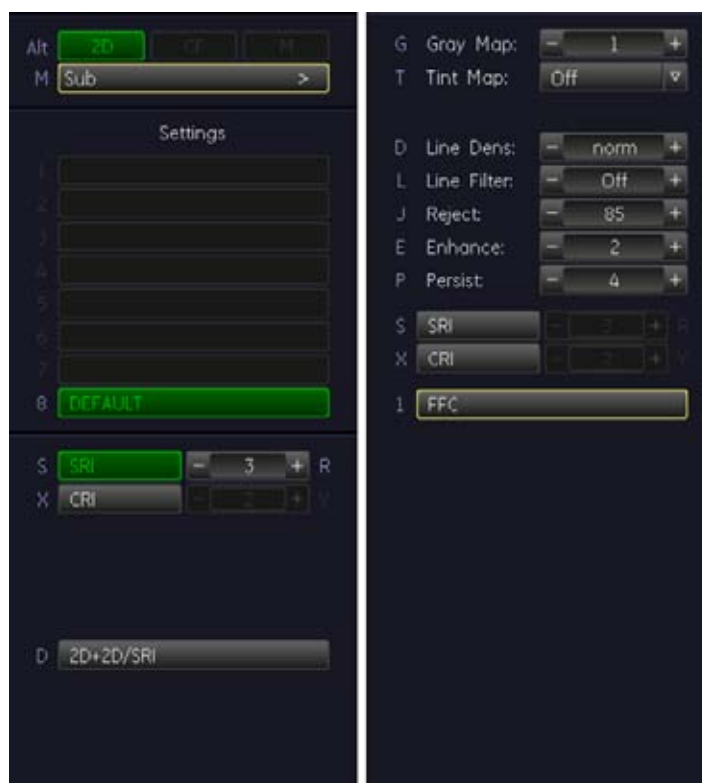 Alt 2D CF M
M Sub >
Settings
1
2
3
4
5
6
7
8 DEFAULT
S SRI - 3 + R
X CRI - 2 + V
D 2D+2D/SRI
G Gray Map: - 1 +
T Tint Map: Off
D Line Dens: - norm +
L Line Filter: - Off +
J Reject: - 85 +
E Enhance: - 2 +
P Persist: - 4 +
S SRI - 3 + R
X CRI - 2 + V
1 FFC